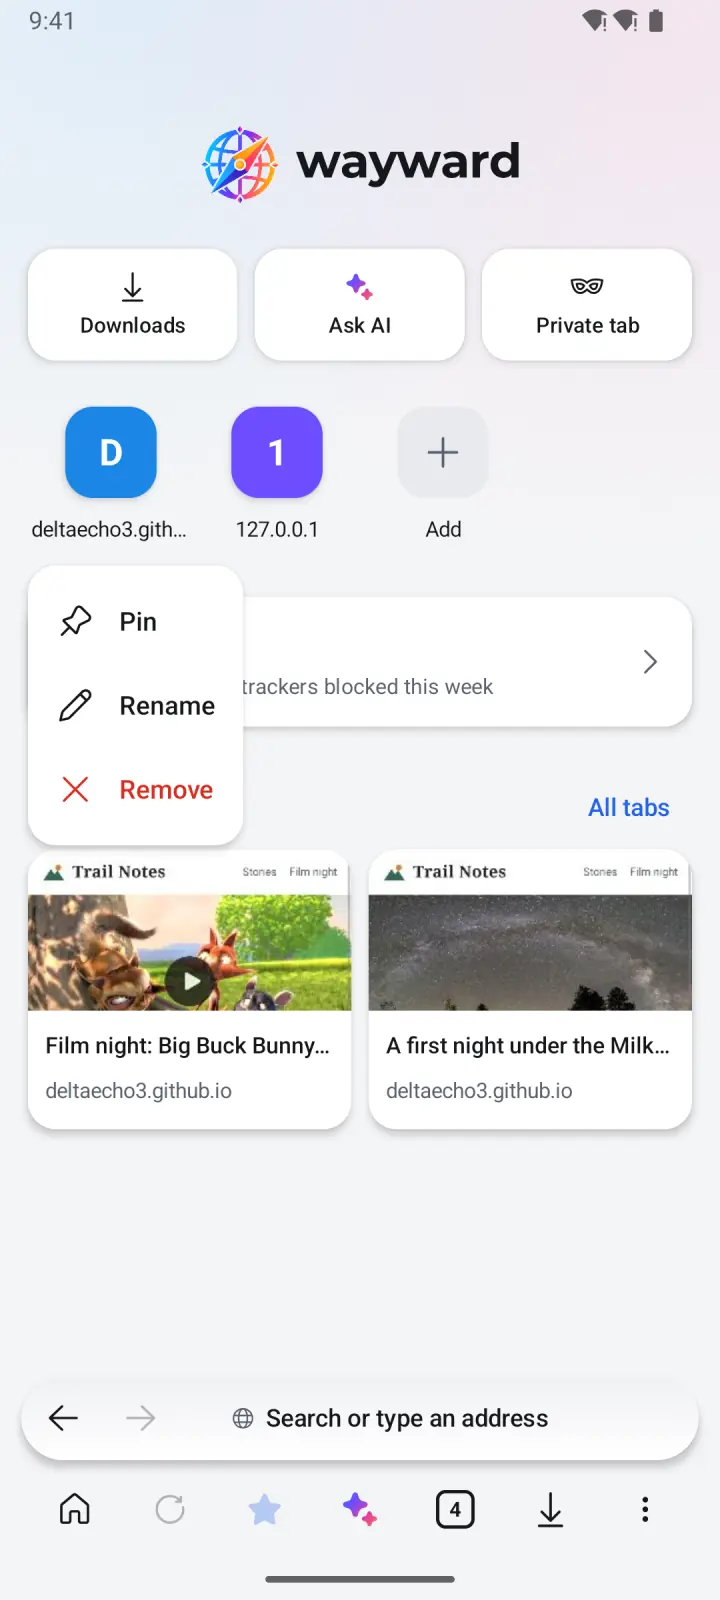 9:41
wayward
Downloads
Ask AI
Private tab
D
1
deltaecho3.gith...
127.0.0.1
Add
Pin
Rename
Remove
trackers blocked this week
All tabs
Trail Notes
Stories
Film night
Trail Notes
Stories
Film night
Film night: Big Buck Bunny...
deltaecho3.github.io
A first night under the Milk...
deltaecho3.github.io
Search or type an address
4